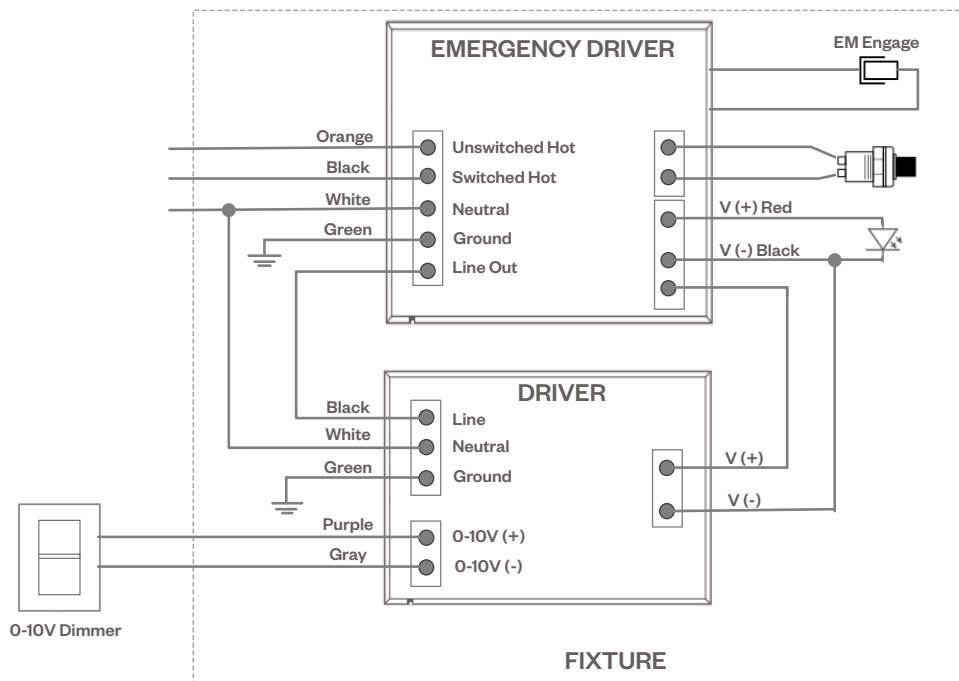 EMERGENCY DRIVER
EM Engage
Orange
Unswitched Hot
Black
Switched Hot
White
Neutral
V (+) Red
Green
Ground
V (-) Black
Line Out
DRIVER
Black
Line
White
Neutral
V (+)
Green
Ground
V (-)
Purple
0-10V (+)
Gray
0-10V (-)
0-10V Dimmer
FIXTURE